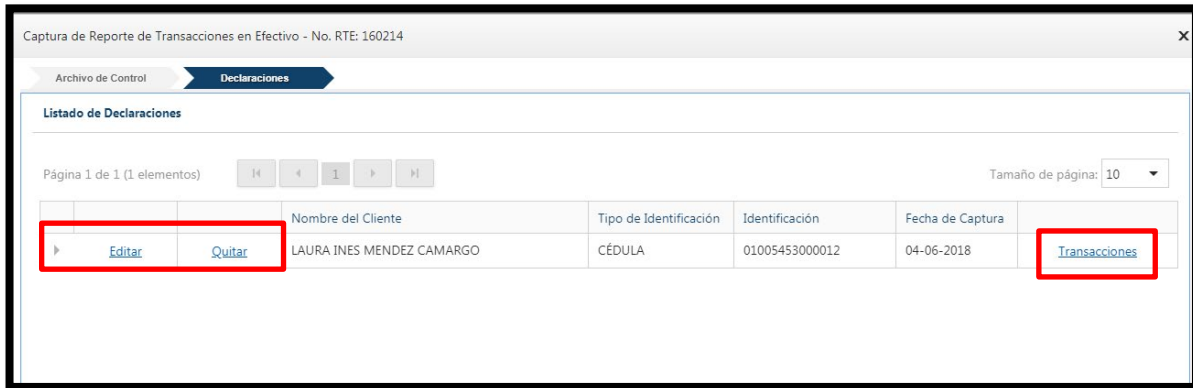 Captura de Reporte de Transacciones en Efectivo - No. RTE: 160214 x
Archivo de Control Declaraciones
Listado de Declaraciones
Página 1 de 1 (1 elementos) 1 Tamaño de página: 10
Nombre del Cliente Tipo de Identificación Identificación Fecha de Captura
Editar Quitar LAURA INES MENDEZ CAMARGO CÉDULA 01005453000012 04-06-2018 Transacciones